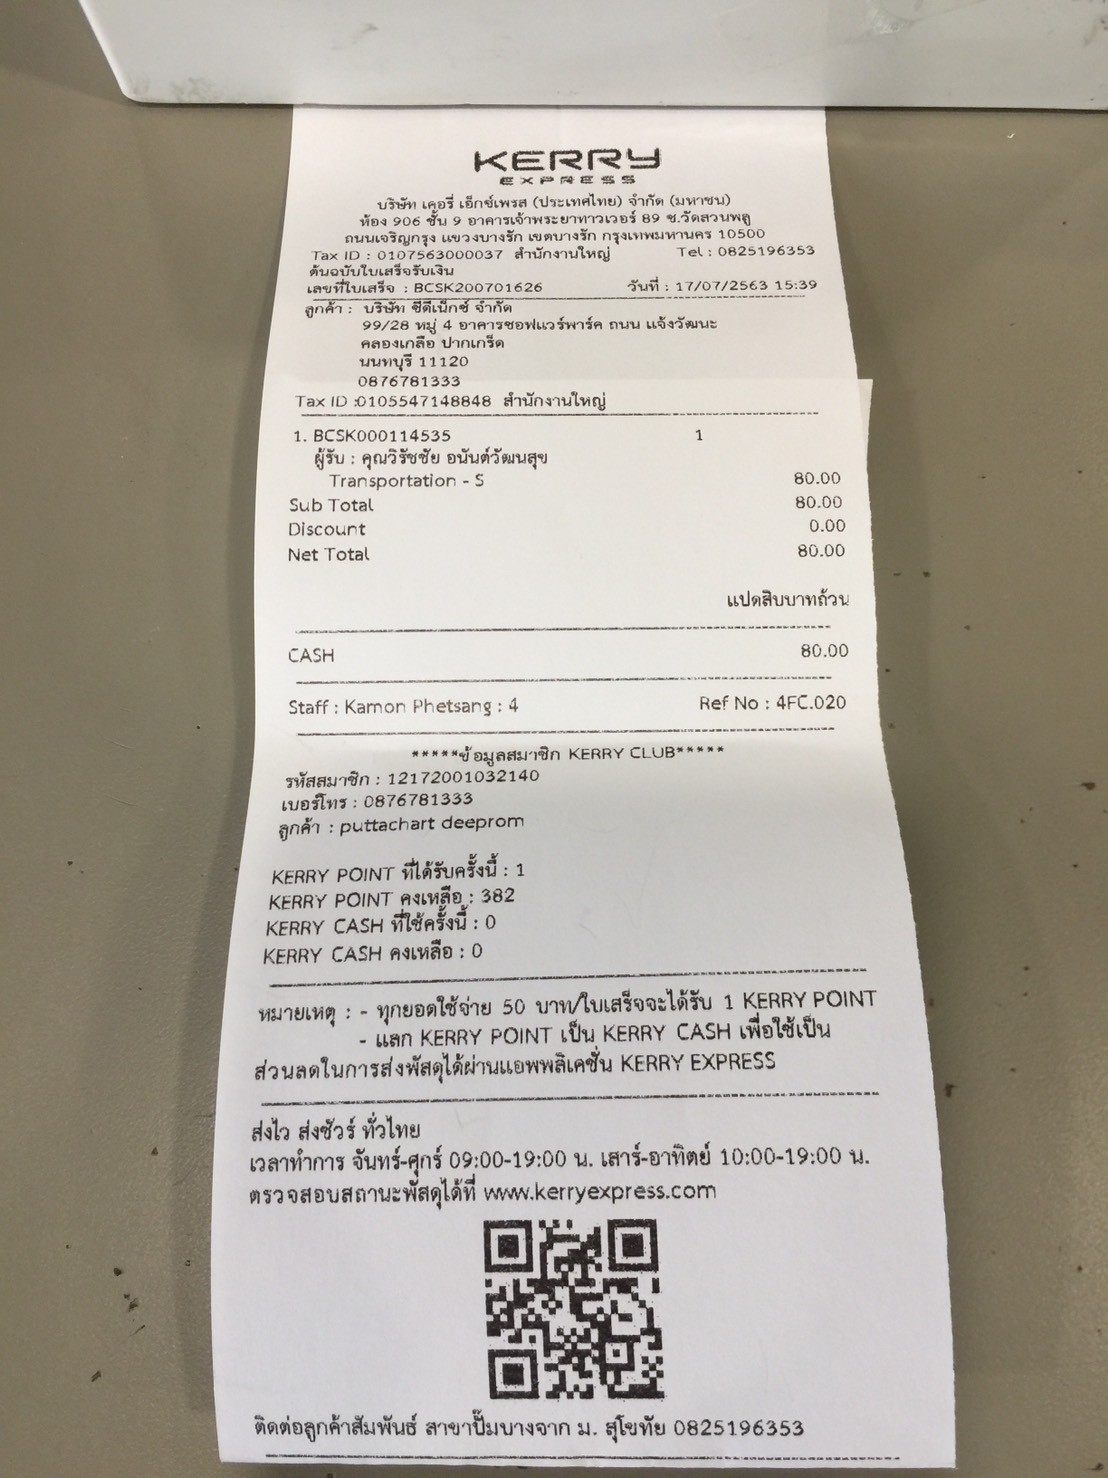 KERRY
EXPRESS
บริษัท เคอรี่ เอ็กซ์เพรส (ประเทศไทย) จำกัด (มหาชน)
ห้อง 906 ชั้น 9 อาคารเจ้าพระยาทาวเวอร์ 89 ซ.วัดสวนพลู
ถนนเจริญกรุง แขวงบางรัก เขตบางรัก กรุงเทพมหานคร 10500
Tax ID : 0107563000037 สำนักงานใหญ่ Tel : 0825196353
ต้นฉบับใบเสร็จรับเงิน
เลขที่ใบเสร็จ : BCSK200701626 วันที่ : 17/07/2563 15:39
ลูกค้า : บริษัท ซีดีเน็กซ์ จำกัด
99/28 หมู่ 4 อาคารซอฟแวร์พาร์ค ถนน แจ้งวัฒนะ
คลองเกลือ ปากเกร็ด
นนทบุรี 11120
0876781333
Tax ID :0105547148848 สำนักงานใหญ่
1. BCSK000114535 1
ผู้รับ : คุณวิรัชชัย อนันต์วัฒนสุข
Transportation - S 80.00
Sub Total 80.00
Discount 0.00
Net Total 80.00
แปดสิบบาทถ้วน
CASH 80.00
Staff : Kamon Phetsang : 4 Ref No : 4FC.020
*****ข้อมูลสมาชิก KERRY CLUB*****
รหัสสมาชิก : 12172001032140
เบอร์โทร : 0876781333
ลูกค้า : puttachart deeprom
KERRY POINT ที่ได้รับครั้งนี้ : 1
KERRY POINT คงเหลือ : 382
KERRY CASH ที่ใช้ครั้งนี้ : 0
KERRY CASH คงเหลือ : 0
หมายเหตุ : - ทุกยอดใช้จ่าย 50 บาท/ใบเสร็จจะได้รับ 1 KERRY POINT
- แลก KERRY POINT เป็น KERRY CASH เพื่อใช้เป็น
ส่วนลดในการส่งพัสดุได้ผ่านแอพพลิเคชั่น KERRY EXPRESS
ส่งไว ส่งชัวร์ ทั่วไทย
เวลาทำการ จันทร์-ศุกร์ 09:00-19:00 น. เสาร์-อาทิตย์ 10:00-19:00 น.
ตรวจสอบสถานะพัสดุได้ที่ www.kerryexpress.com
ติดต่อลูกค้าสัมพันธ์ สาขาปั๊มบางจาก ม. สุโขทัย 0825196353